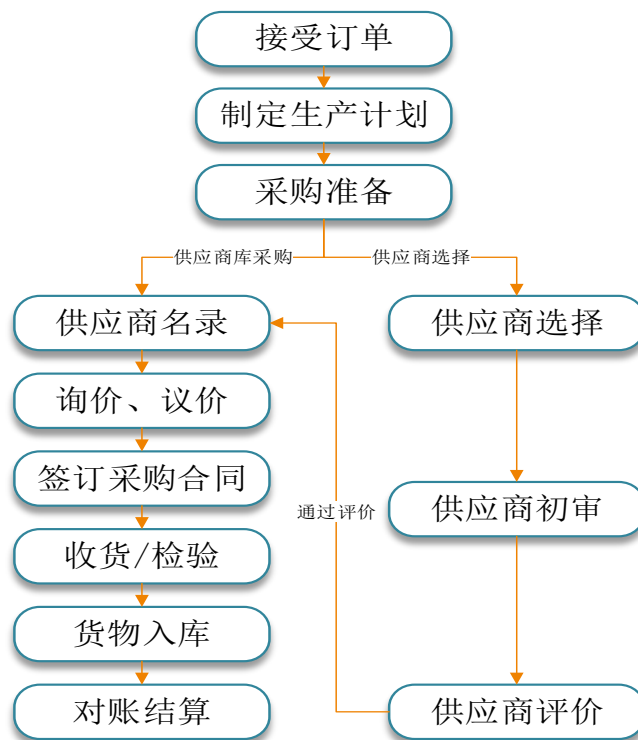 接受订单
制定生产计划
采购准备
供应商库采购
供应商选择
供应商名录
供应商选择
询价、议价
签订采购合同
通过评价
供应商初审
收货/检验
货物入库
对账结算
供应商评价